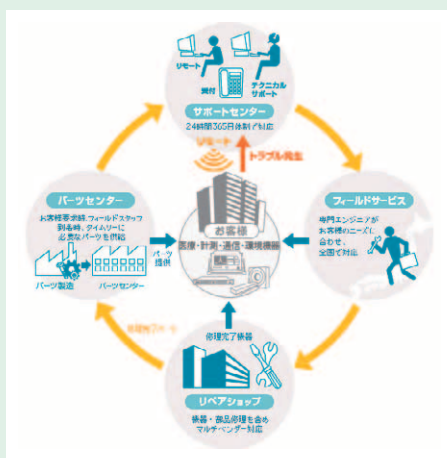 リモート
受付
テクニカル
サポート
サポートセンター
24時間365日体制で対応
リモート
トラブル発生
パーツセンター
お客様要求時、フィールドスタッフ
到着時、タイムリーに
必要なパーツを供給
パーツ製造
パーツセンター
パーツ
提供
お客様
医療・計測・通信・環境機器
フィールドサービス
専門エンジニアが
お客様のニーズに
合わせ、
全国で対応
修理完了機器
リペアショップ
機器・部品修理を含め
マルチベンダー対応